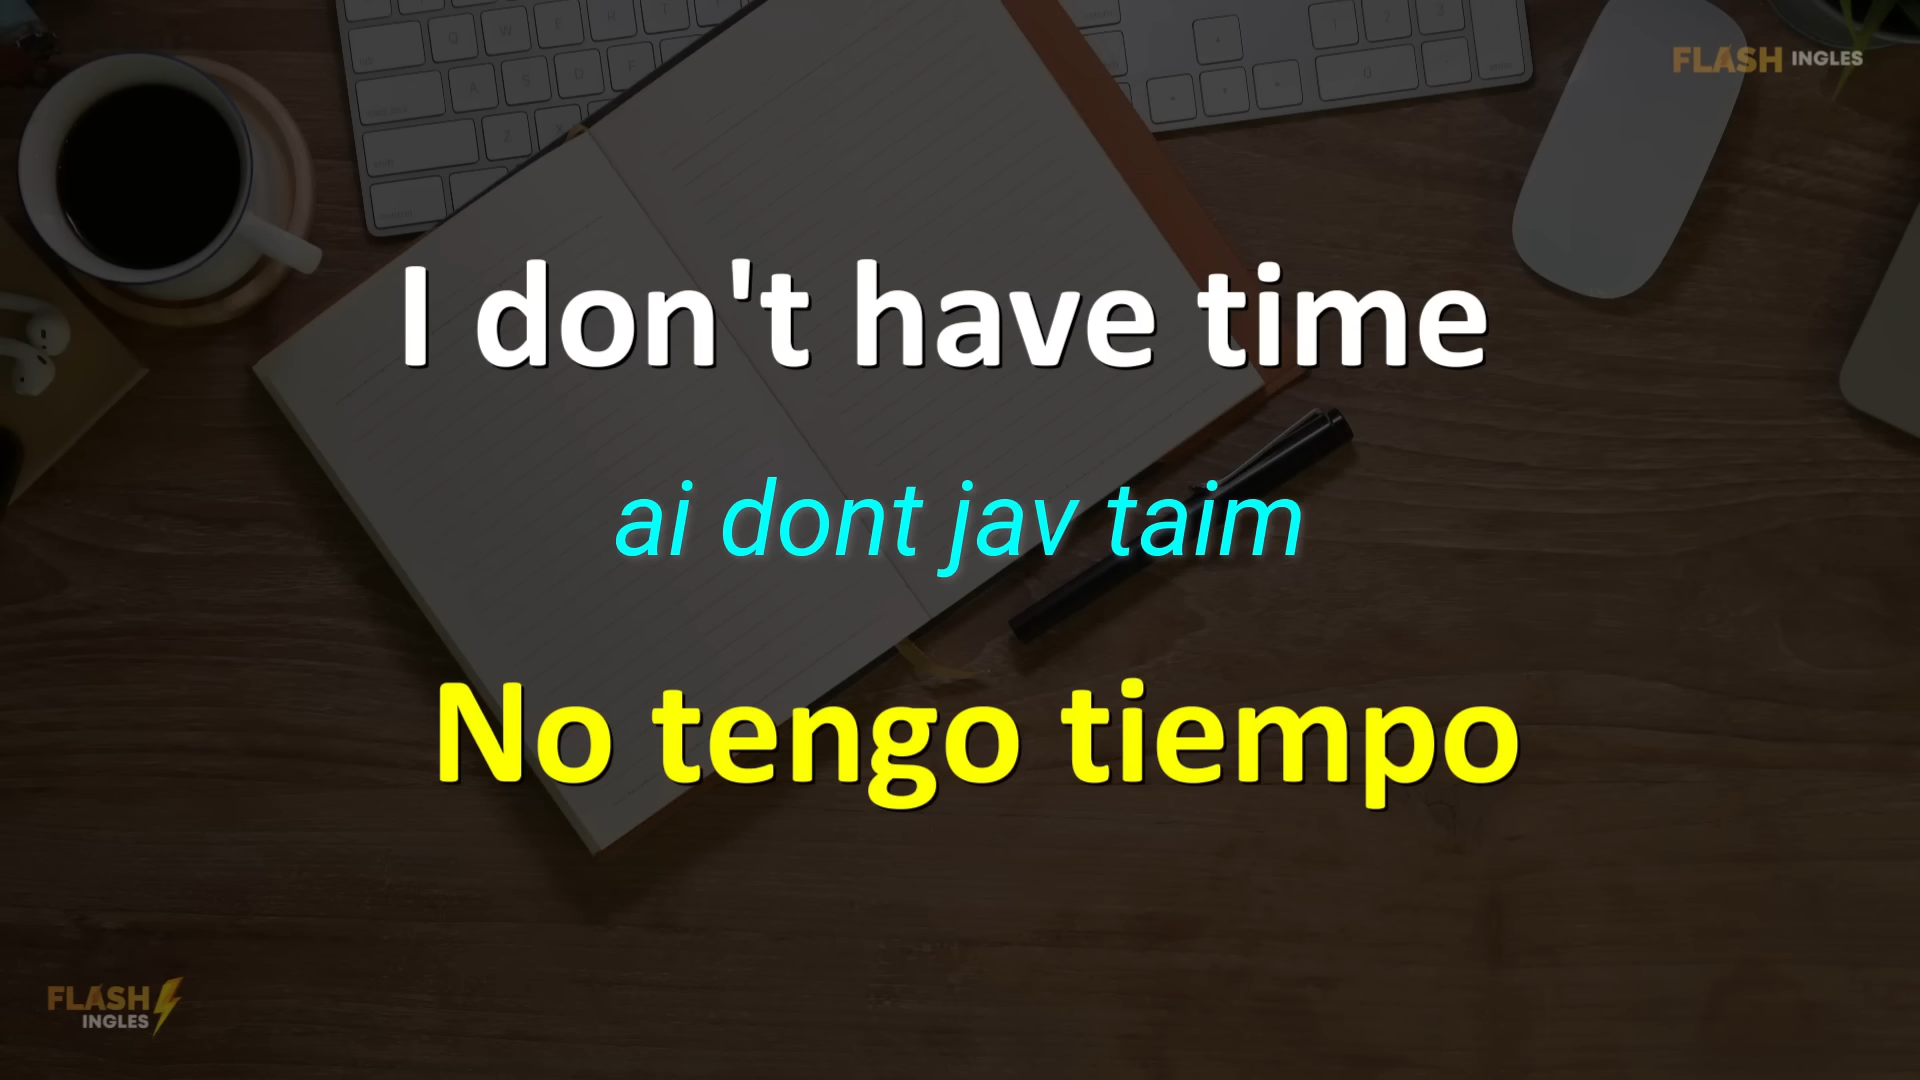 FLASH INGLES
I don't have time
ai dont jav taim
No tengo tiempo
FLASH
INGLES